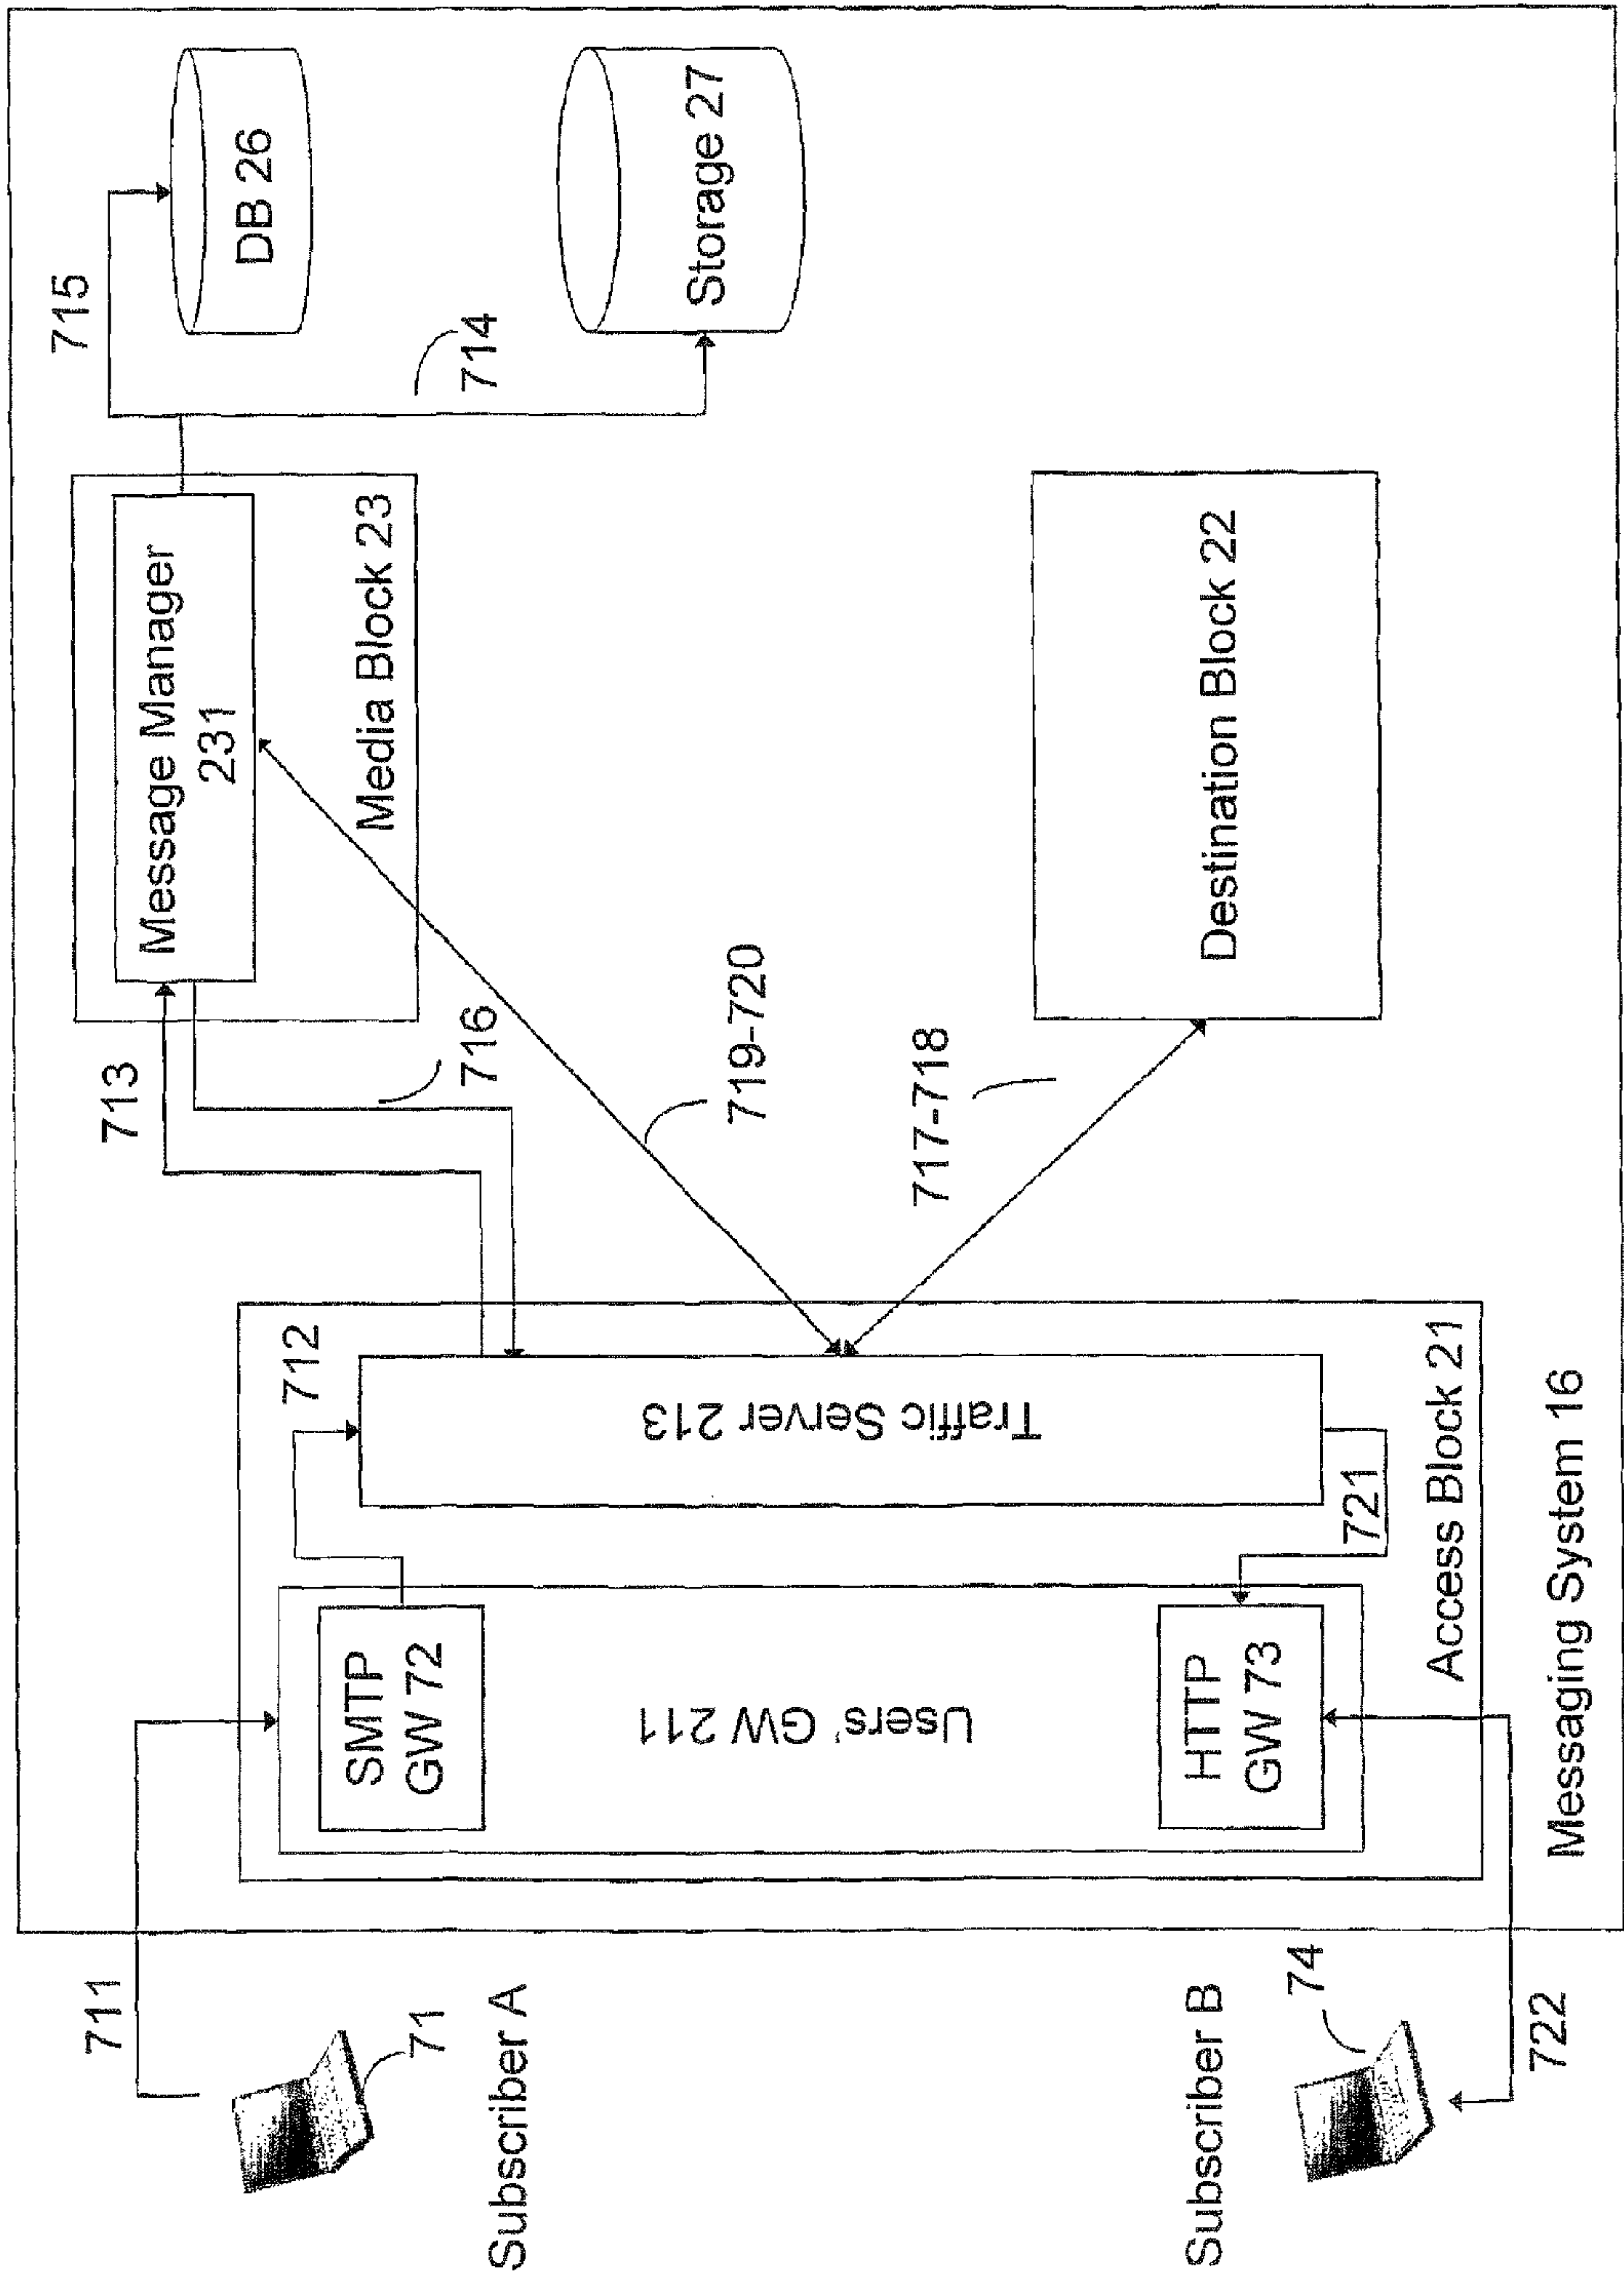 711
71
Subscriber A
Subscriber B
74
722
SMTP
GW 72
Users' GW 211
HTTP
GW 73
712
Traffic Server 213
721
Access Block 21
Messaging System 16
713
716
719-720
717-718
Message Manager
231
Media Block 23
Destination Block 22
715
714
DB 26
Storage 27